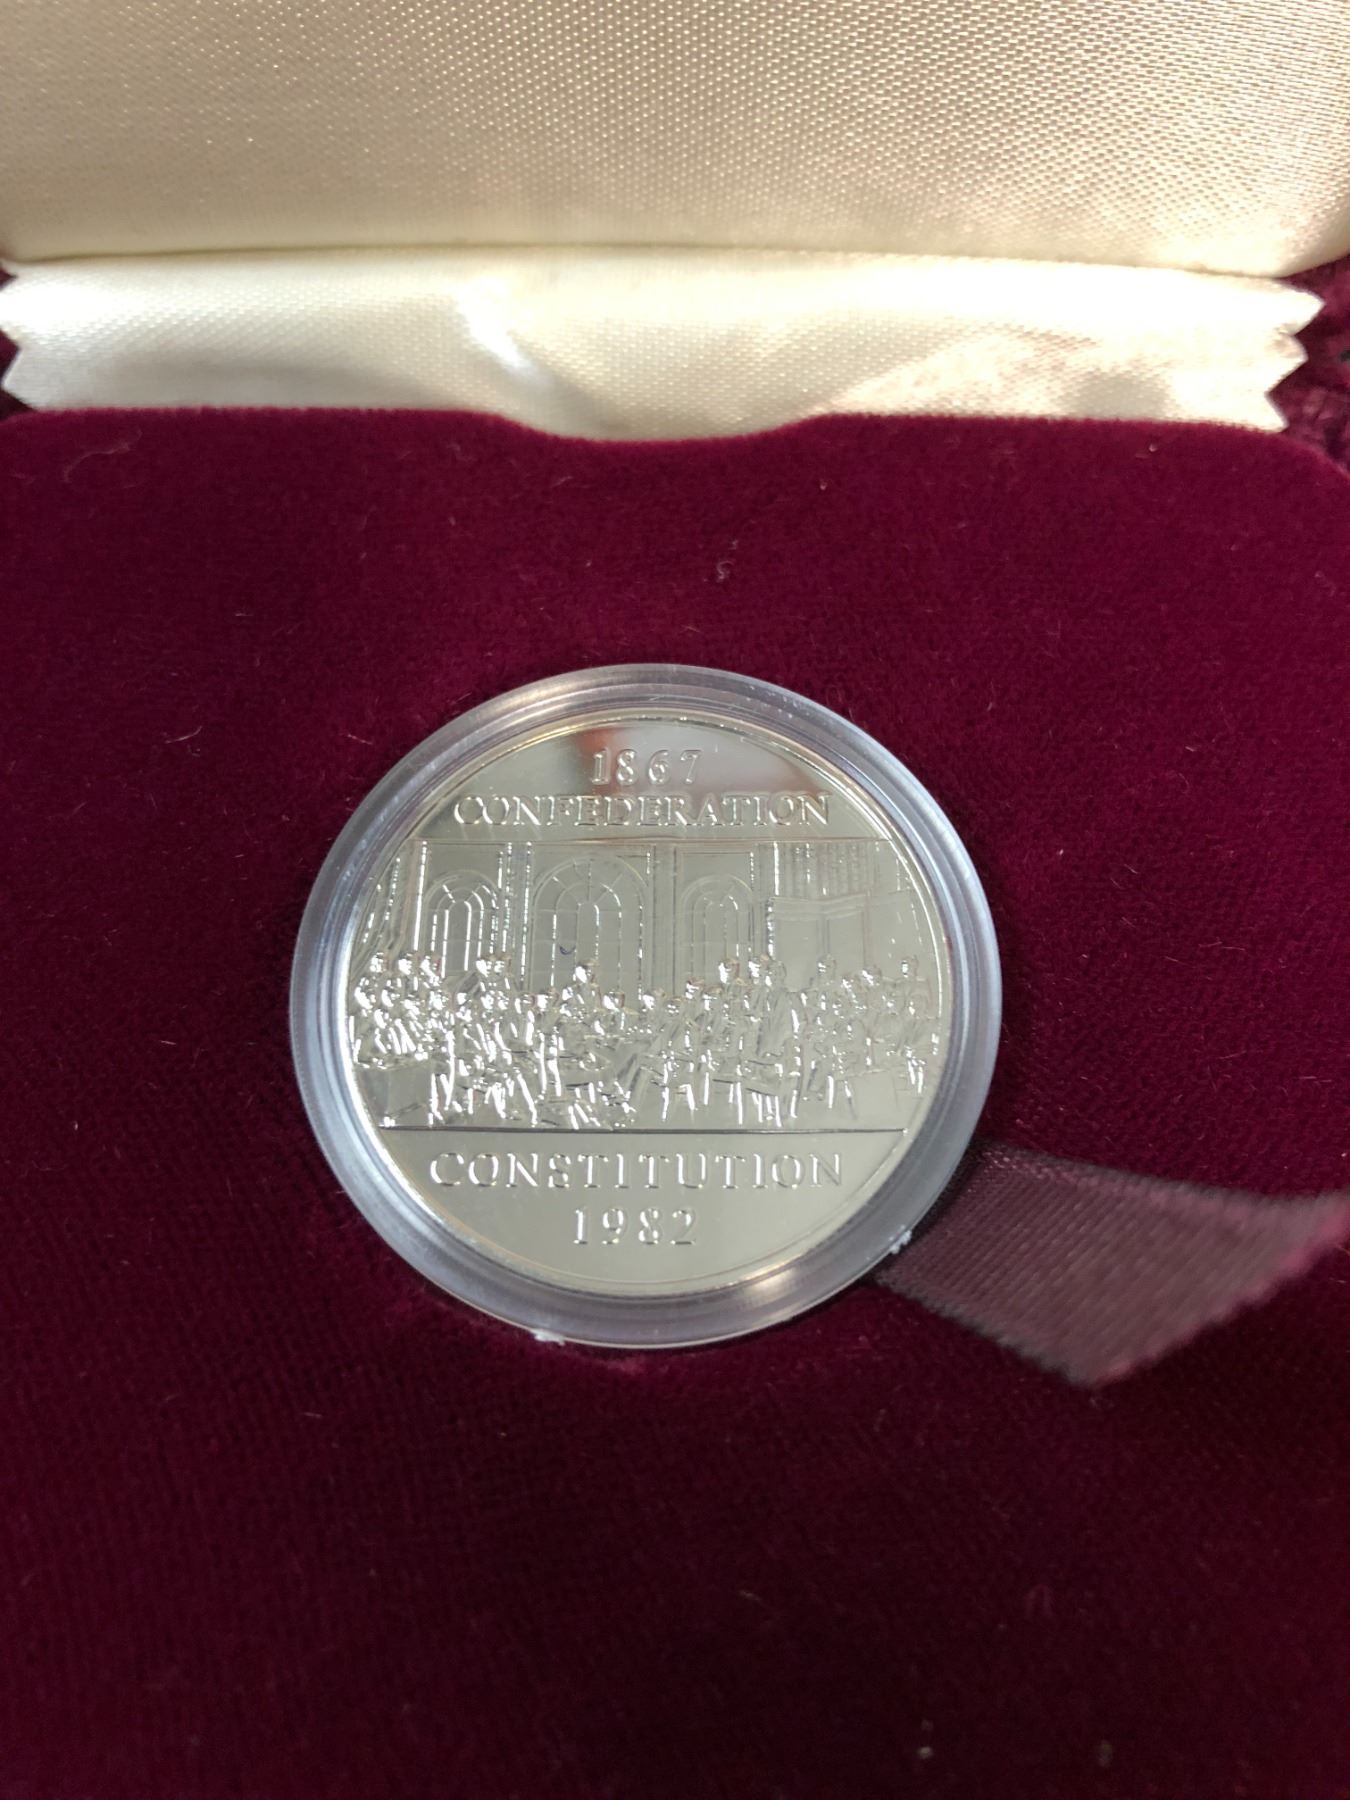 1867
CONFEDERATION
CONSTITUTION
1982